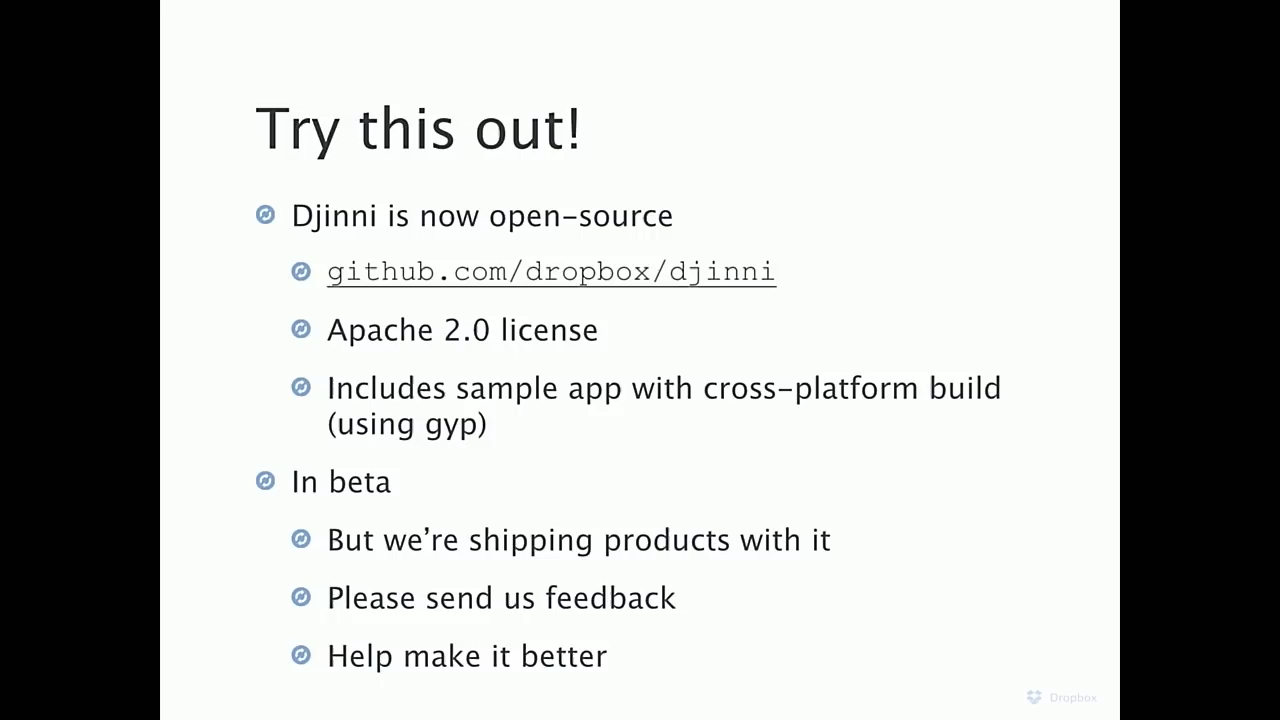 Try this out!
Djinni is now open-source
github.com/dropbox/djinni
Apache 2.0 license
Includes sample app with cross-platform build
(using gyp)
In beta
But we’re shipping products with it
Please send us feedback
Help make it better
Dropbox